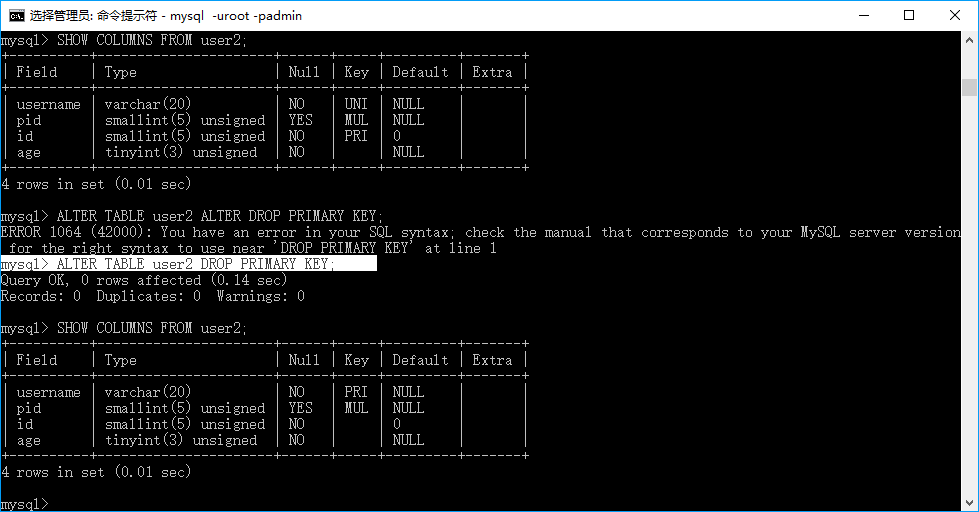 选择管理员: 命令提示符 - mysql  -uroot -padmin
mysql> SHOW COLUMNS FROM user2;
+----------+----------------------+------+-----+---------+-------+
| Field    | Type                 | Null | Key | Default | Extra |
+----------+----------------------+------+-----+---------+-------+
| username | varchar(20)          | NO   | UNI | NULL    |       |
| pid      | smallint(5) unsigned | YES  | MUL | NULL    |       |
| id       | smallint(5) unsigned | NO   | PRI | 0       |       |
| age      | tinyint(3) unsigned  | NO   |     | NULL    |       |
+----------+----------------------+------+-----+---------+-------+
4 rows in set (0.01 sec)
mysql> ALTER TABLE user2 ALTER DROP PRIMARY KEY;
ERROR 1064 (42000): You have an error in your SQL syntax; check the manual that corresponds to your MySQL server version
 for the right syntax to use near 'DROP PRIMARY KEY' at line 1
mysql> ALTER TABLE user2 DROP PRIMARY KEY;
Query OK, 0 rows affected (0.14 sec)
Records: 0  Duplicates: 0  Warnings: 0
mysql> SHOW COLUMNS FROM user2;
+----------+----------------------+------+-----+---------+-------+
| Field    | Type                 | Null | Key | Default | Extra |
+----------+----------------------+------+-----+---------+-------+
| username | varchar(20)          | NO   | PRI | NULL    |       |
| pid      | smallint(5) unsigned | YES  | MUL | NULL    |       |
| id       | smallint(5) unsigned | NO   |     | 0       |       |
| age      | tinyint(3) unsigned  | NO   |     | NULL    |       |
+----------+----------------------+------+-----+---------+-------+
4 rows in set (0.01 sec)
mysql>